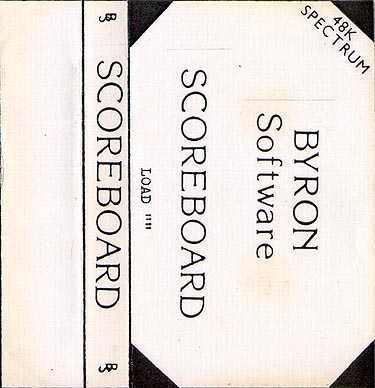 48K
SPECTRUM
BYRON
Software
SCOREBOARD
LOAD ""
SCOREBOARD